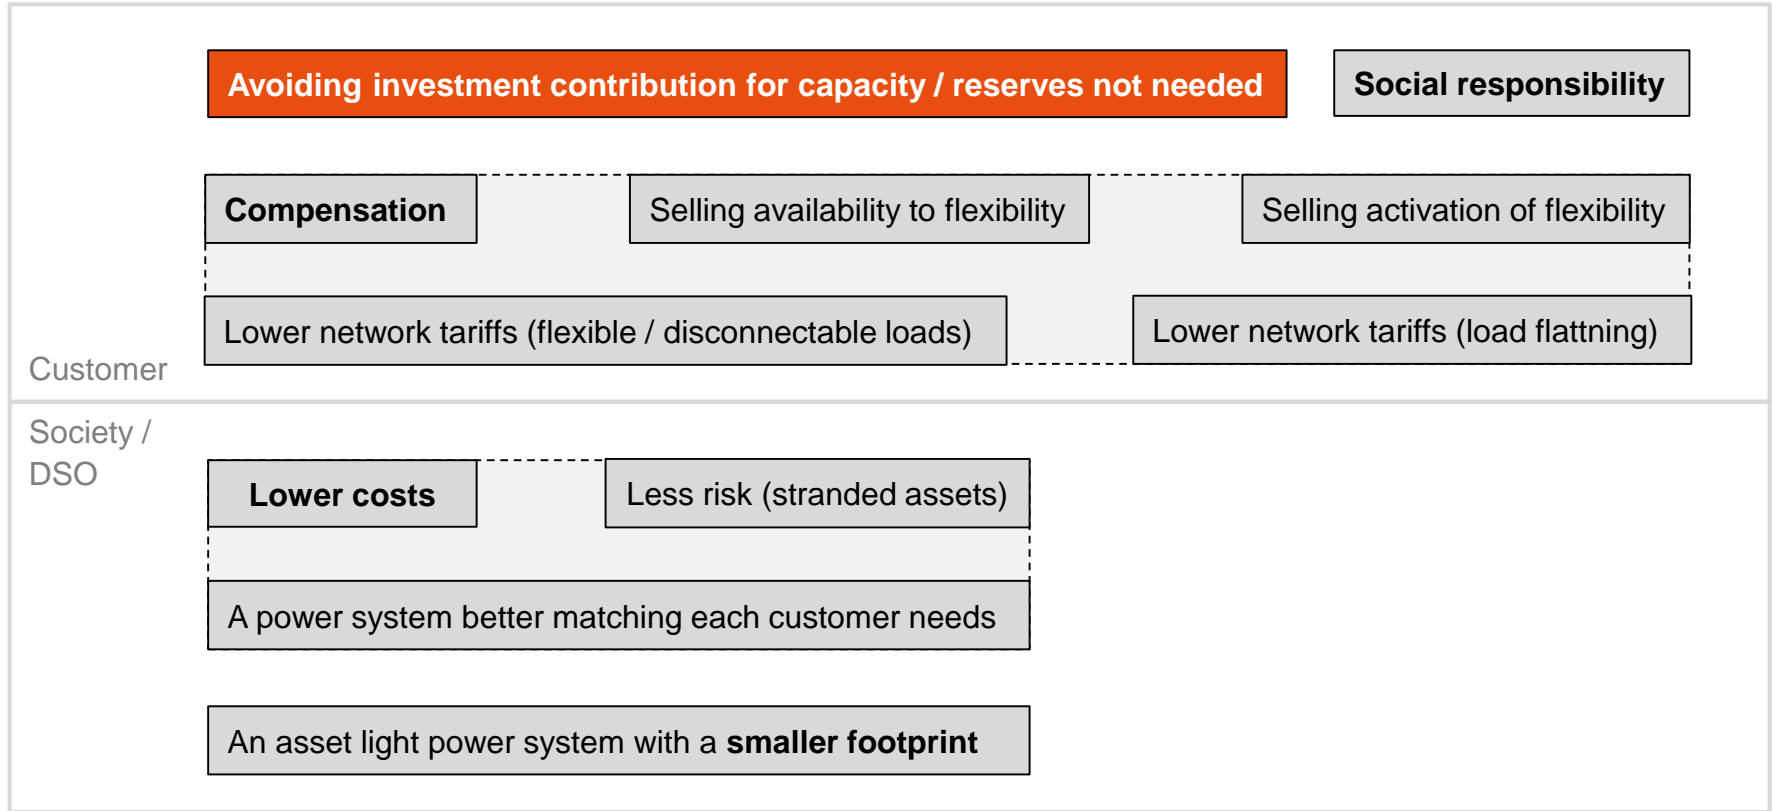 Avoiding investment contribution for capacity / reserves not needed
Social responsibility
Compensation
Selling availability to flexibility
Selling activation of flexibility
Lower network tariffs (flexible / disconnectable loads)
Lower network tariffs (load flattning)
Customer
Society /
DSO
Lower costs
Less risk (stranded assets)
A power system better matching each customer needs
An asset light power system with a smaller footprint